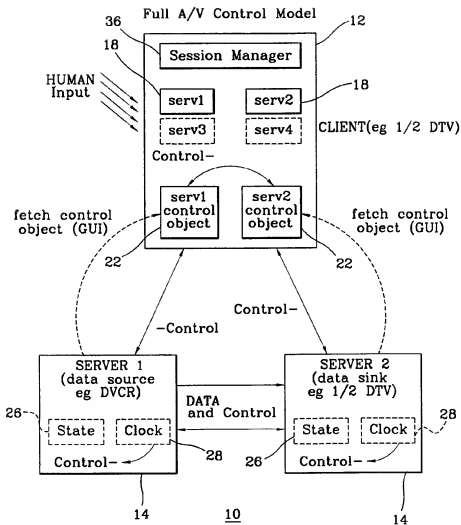 Full A/V Control Model
36
12
Session Manager
18
18
HUMAN
Input
serv1
serv2
serv3
serv4
CLIENT(eg 1/2 DTV)
Control-
serv1
control
object
serv2
control
object
fetch control
object (GUI)
fetch control
object (GUI)
22
22
-Control
Control-
SERVER 1
(data source
eg DVCR)
SERVER 2
(data sink
eg 1/2 DTV)
DATA
and Control
26
State
Clock
28
Control-
26
State
Clock
28
Control-
14
10
14